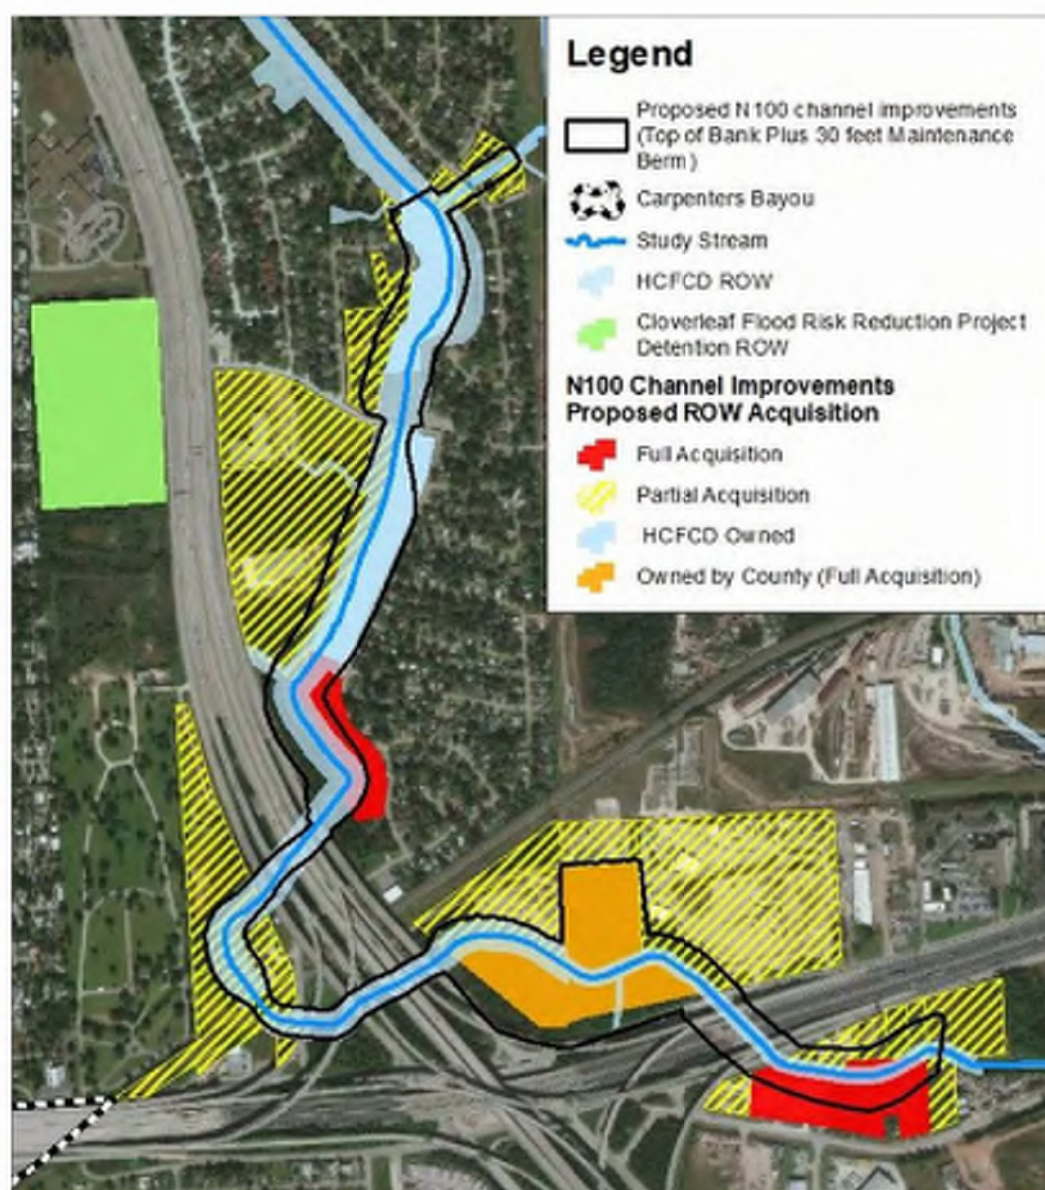 Legend
Proposed N100 channel improvements
(Top of Bank Plus 30 feet Maintenance
Berm)
Carpenters Bayou
Study Stream
HCFCD ROW
Cloverleaf Flood Risk Reduction Project
Detention ROW
N100 Channel Improvements
Proposed ROW Acquisition
Full Acquisition
Partial Acquisition
HCFCD Owned
Owned by County (Full Acquisition)